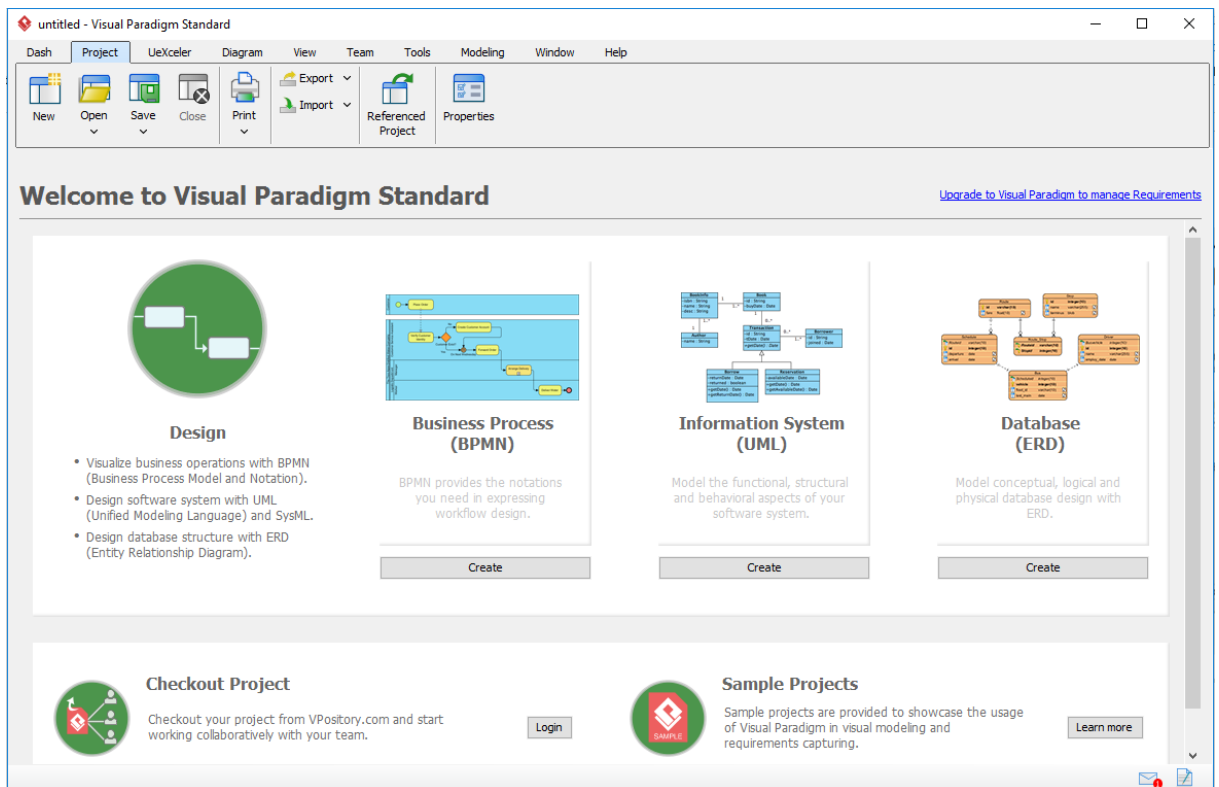 untitled - Visual Paradigm Standard
Dash Project UeXceler Diagram View Team Tools Modeling Window Help
New Open Save Close Print Export Import Referenced Project Properties
Welcome to Visual Paradigm Standard
Upgrade to Visual Paradigm to manage Requirements
Design
• Visualize business operations with BPMN
(Business Process Model and Notation).
• Design software system with UML
(Unified Modeling Language) and SysML.
• Design database structure with ERD
(Entity Relationship Diagram).
Business Process
(BPMN)
BPMN provides the notations
you need in expressing
workflow design.
Create
Information System
(UML)
Model the functional, structural
and behavioral aspects of your
software system.
Create
Database
(ERD)
Model conceptual, logical and
physical database design with
ERD.
Create
Checkout Project
Checkout your project from VPository.com and start
working collaboratively with your team.
Login
SAMPLE
Sample Projects
Sample projects are provided to showcase the usage
of Visual Paradigm in visual modeling and
requirements capturing.
Learn more